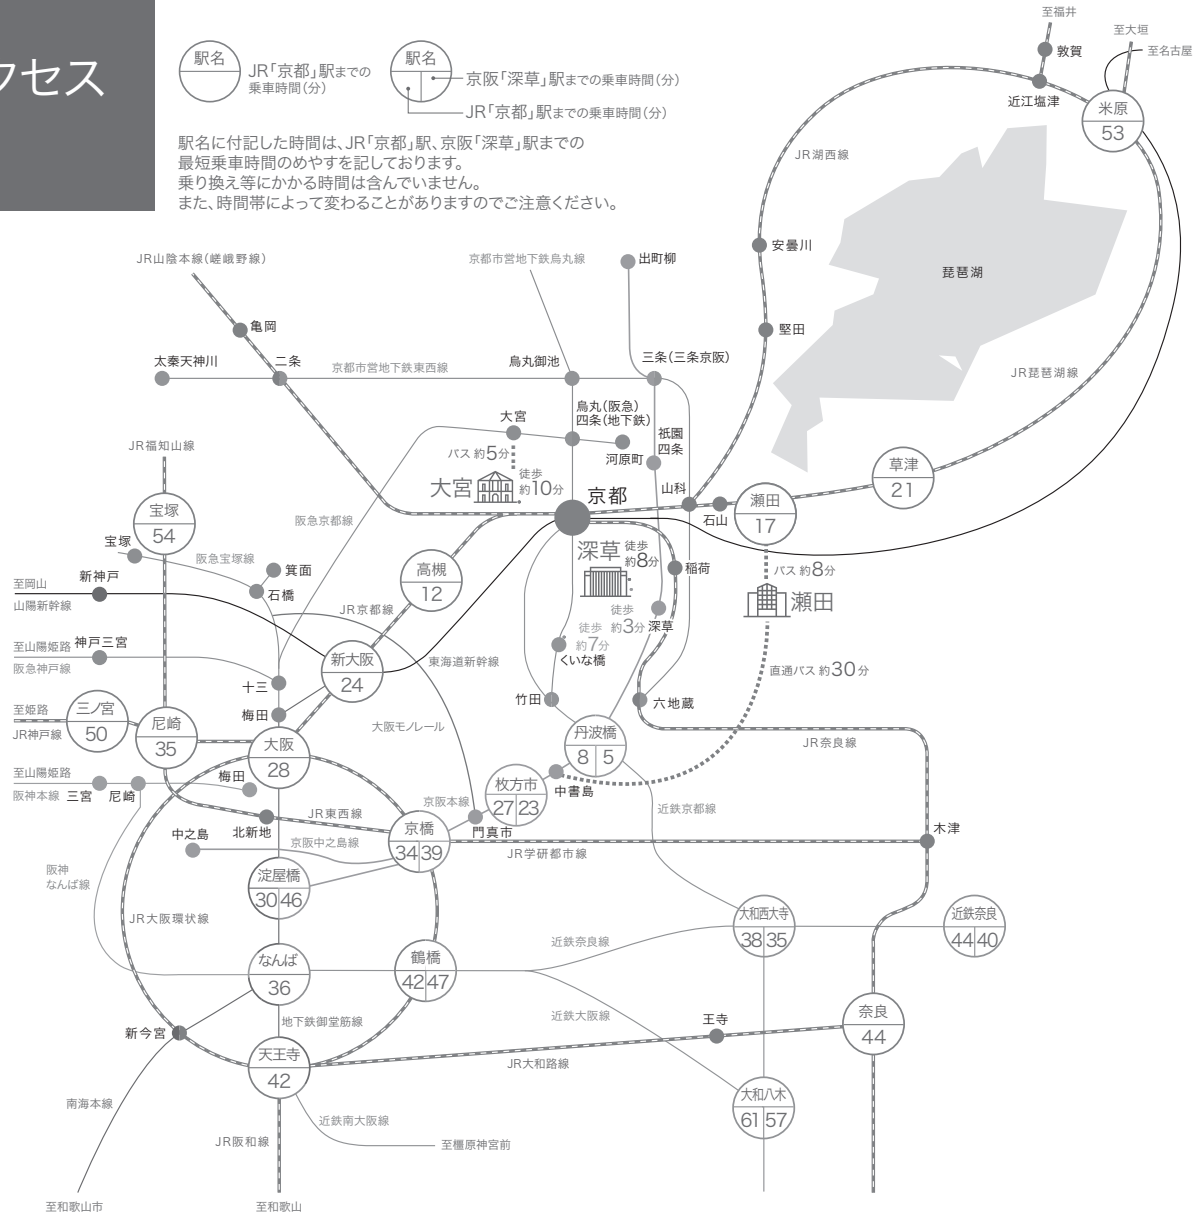 クセス
駅名
JR「京都」駅までの
乗車時間（分）
駅名
京阪「深草」駅までの乗車時間（分）
JR「京都」駅までの乗車時間（分）
駅名に付記した時間は、JR「京都」駅、京阪「深草」駅までの
最短乗車時間のめやすを記しております。
乗り換え等にかかる時間は含んでいません。
また、時間帯によって変わることがありますのでご注意ください。
至福井
至大垣
至名古屋
敦賀
近江塩津
米原
53
JR湖西線
安曇川
琵琶湖
堅田
JR琵琶湖線
JR山陰本線（嵯峨野線）
京都市営地下鉄烏丸線
出町柳
亀岡
太秦天神川
二条
京都市営地下鉄東西線
烏丸御池
三条（三条京阪）
大宮
烏丸（阪急）
四条（地下鉄）
河原町
祇園
四条
バス 約5分
徒歩
約10分
大宮
京都
山科
石山
瀬田
17
草津
21
JR福知山線
宝塚
54
宝塚
阪急宝塚線
阪急京都線
箕面
石橋
高槻
12
深草
徒歩
約8分
稲荷
バス 約8分
瀬田
至岡山
山陽新幹線
新神戸
JR京都線
徒歩
約3分
深草
徒歩
約7分
くいな橋
直通バス 約30分
至山陽姫路
阪急神戸線
神戸三宮
新大阪
24
東海道新幹線
十三
竹田
六地蔵
至姫路
JR神戸線
三ノ宮
50
尼崎
35
梅田
大阪
28
大阪モノレール
丹波橋
8
5
JR奈良線
至山陽姫路
阪神本線
三宮
尼崎
梅田
枚方市
27
23
中書島
近鉄京都線
京阪本線
JR東西線
北新地
中之島
京阪中之島線
京橋
34
39
門真市
JR学研都市線
木津
阪神
なんば線
淀屋橋
30
46
JR大阪環状線
大和西大寺
38
35
近鉄奈良
44
40
近鉄奈良線
なんば
36
鶴橋
42
47
新今宮
地下鉄御堂筋線
近鉄大阪線
王寺
奈良
44
天王寺
42
JR大和路線
大和八木
61
57
南海本線
JR阪和線
近鉄南大阪線
至橿原神宮前
至和歌山市
至和歌山